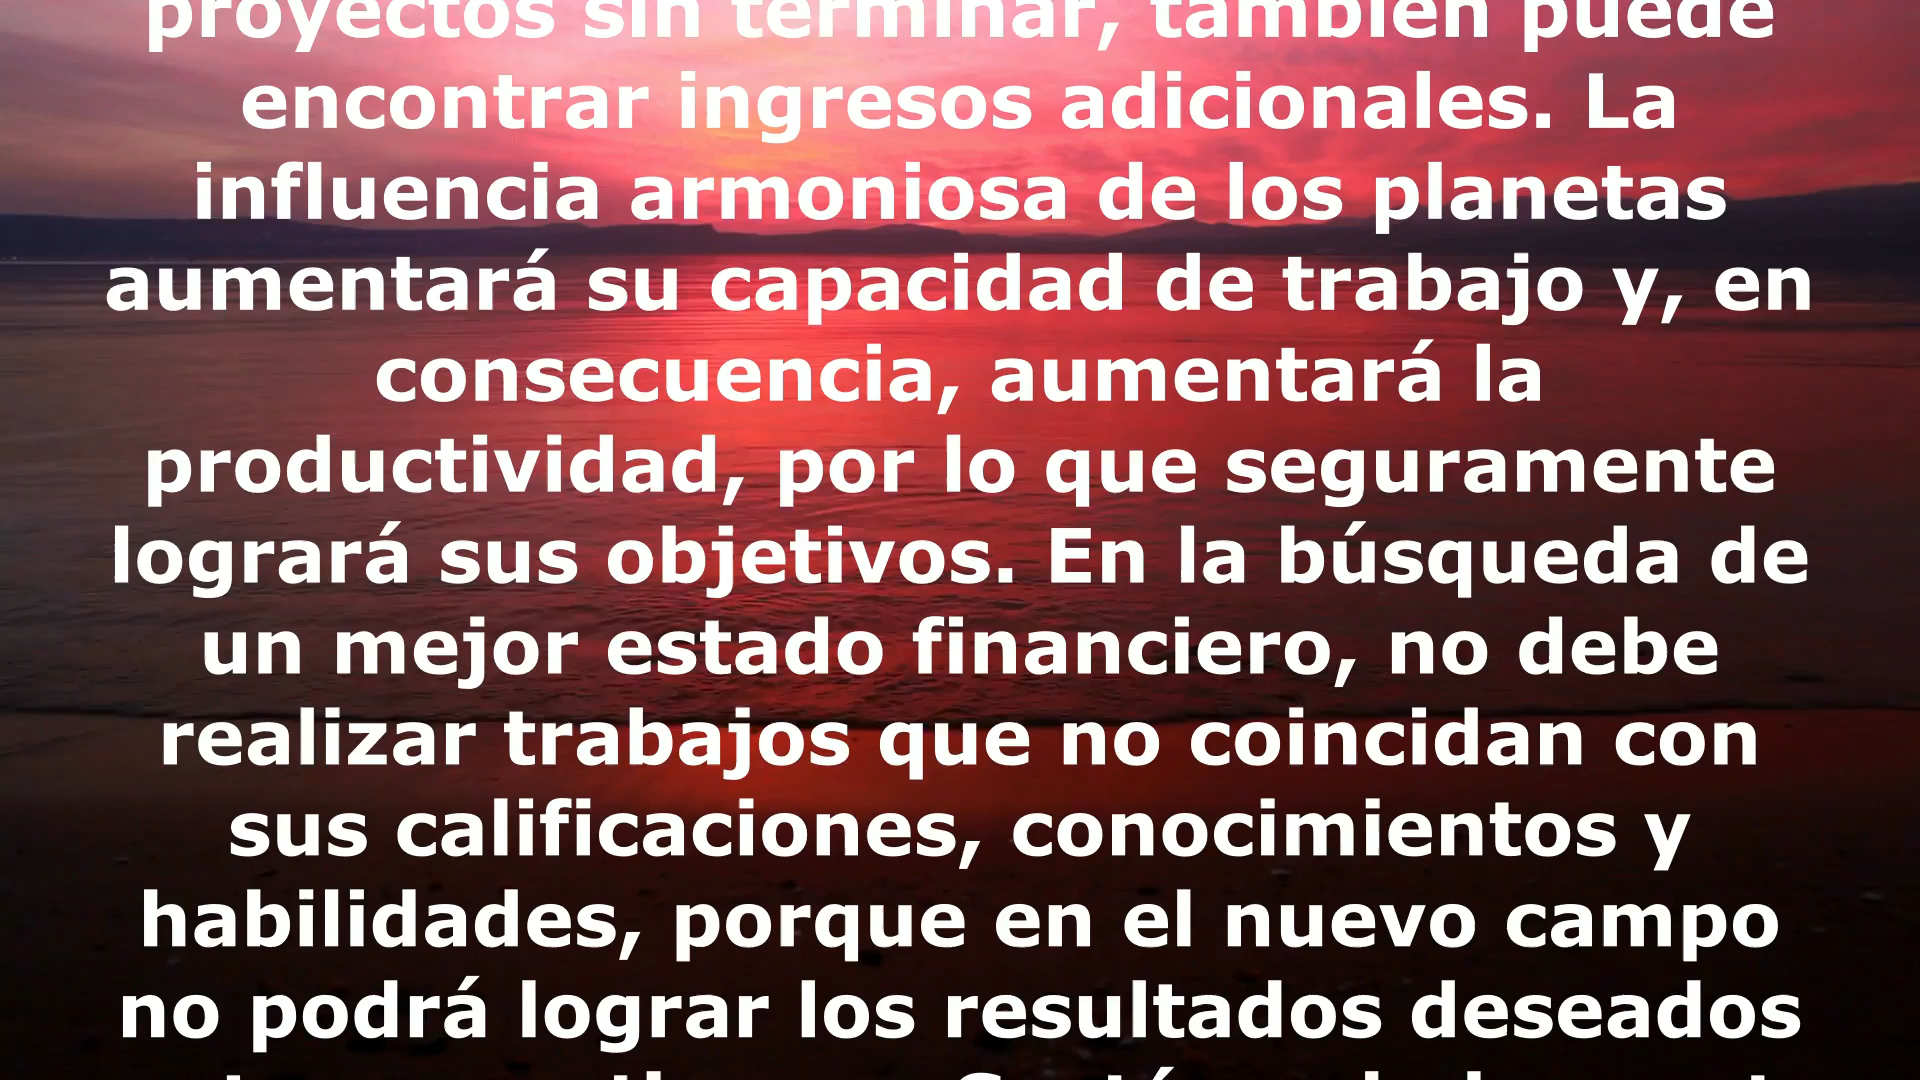 proyectos sin terminar, también puede
encontrar ingresos adicionales. La
influencia armoniosa de los planetas
aumentará su capacidad de trabajo y, en
consecuencia, aumentará la
productividad, por lo que seguramente
logrará sus objetivos. En la búsqueda de
un mejor estado financiero, no debe
realizar trabajos que no coincidan con
sus calificaciones, conocimientos y
habilidades, porque en el nuevo campo
no podrá lograr los resultados deseados